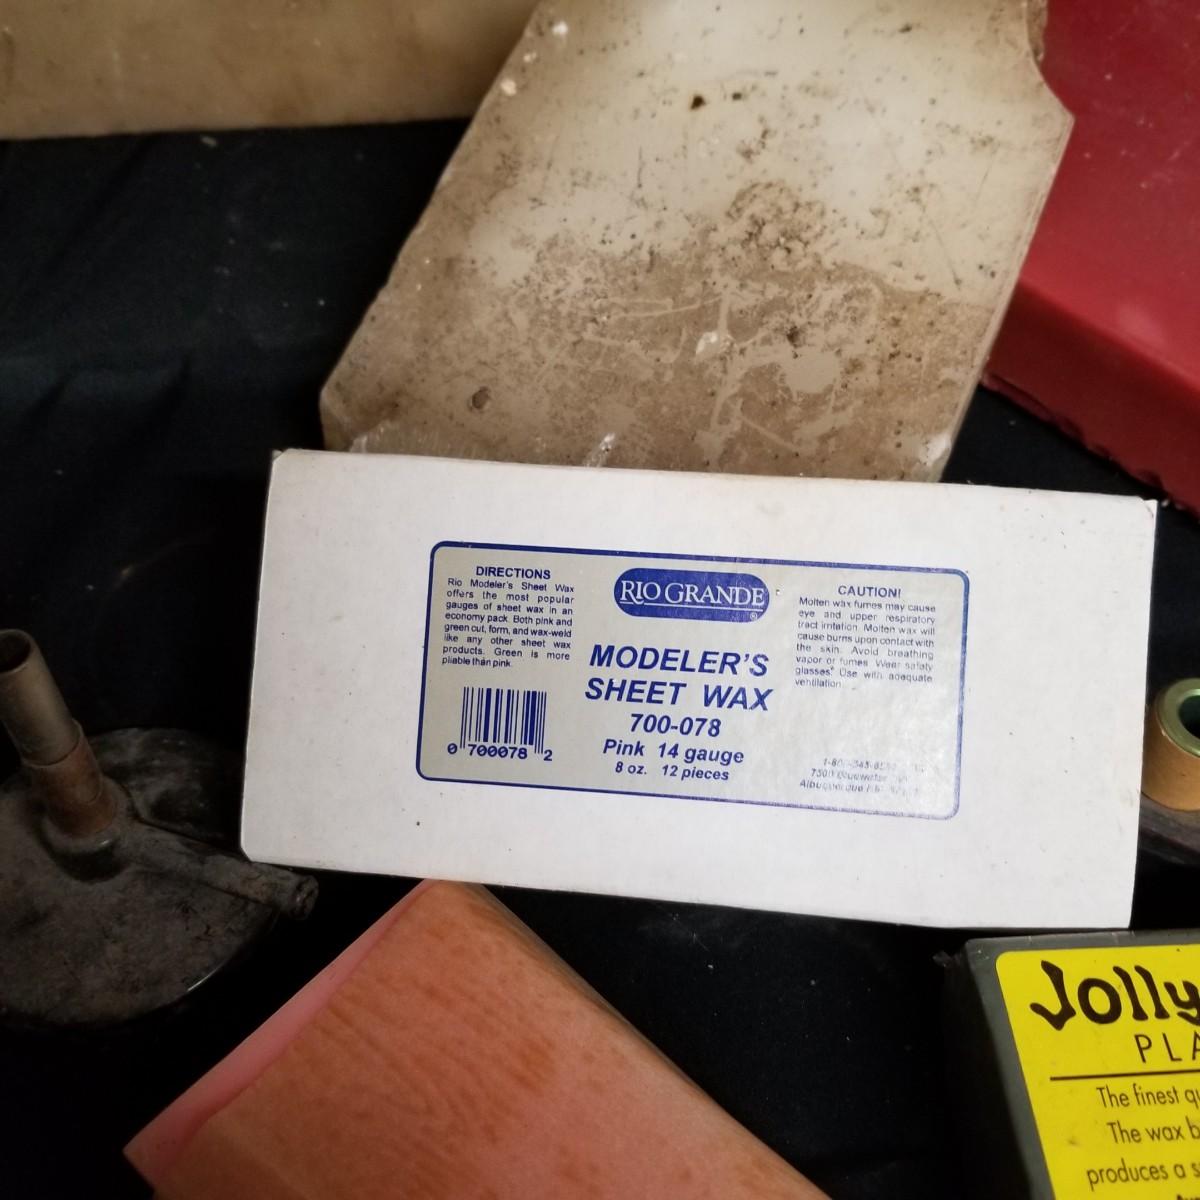 DIRECTIONS
Rio Modeler's Sheet Wax
offers the most popular
gauges of sheet wax in an
economy pack. Both pink and
green cut, form, and wax-weld
like any other sheet wax
products. Green is more
pliable than pink.
0 700078 2
RIO GRANDE
®
MODELER'S
SHEET WAX
700-078
Pink 14 gauge
8 oz. 12 pieces
CAUTION!
Molten wax fumes may cause
eye and upper respiratory
tract irritation. Molten wax will
cause burns upon contact with
the skin. Avoid breathing
vapor or fumes. Wear safety
glasses. Use with adequate
ventilation.
7500 Bluewater
Albuquerque
Jolly
PLA
The finest qu
The wax b
produces a s